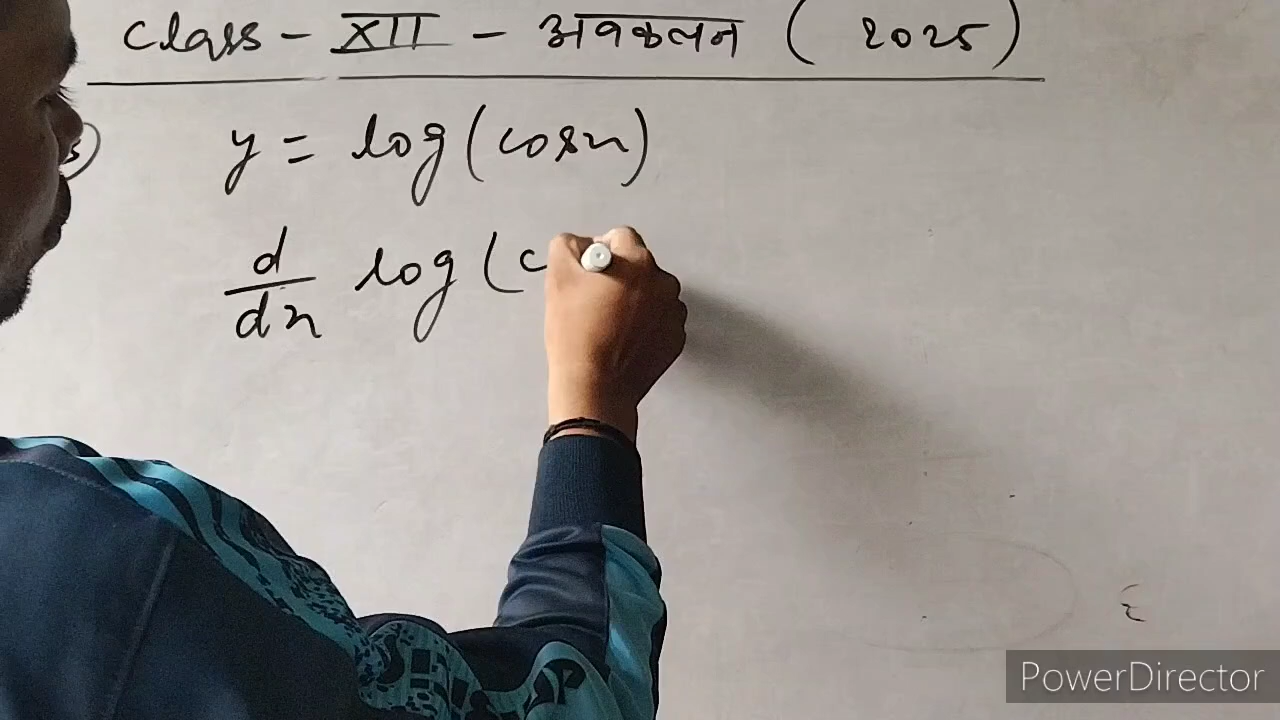 Class - XII - अवकलन ( 2025 )
y = log (cosx)
d/dx log (c
PowerDirector